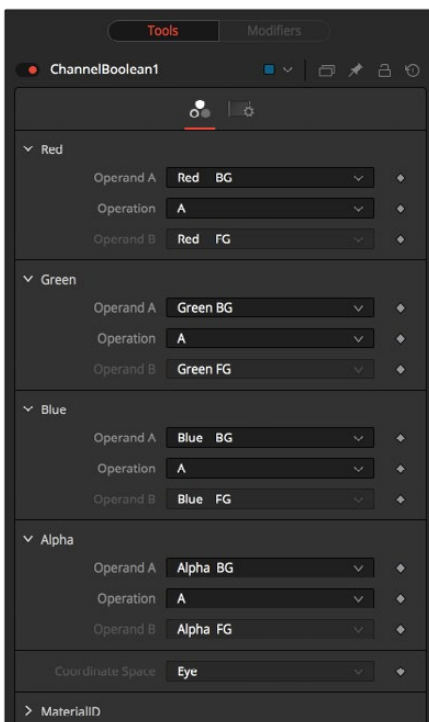 Tools Modifiers
ChannelBoolean1
Red
Operand A Red BG
Operation A
Operand B Red FG
Green
Operand A Green BG
Operation A
Operand B Green FG
Blue
Operand A Blue BG
Operation A
Operand B Blue FG
Alpha
Operand A Alpha BG
Operation A
Operand B Alpha FG
Coordinate Space Eye
MaterialID